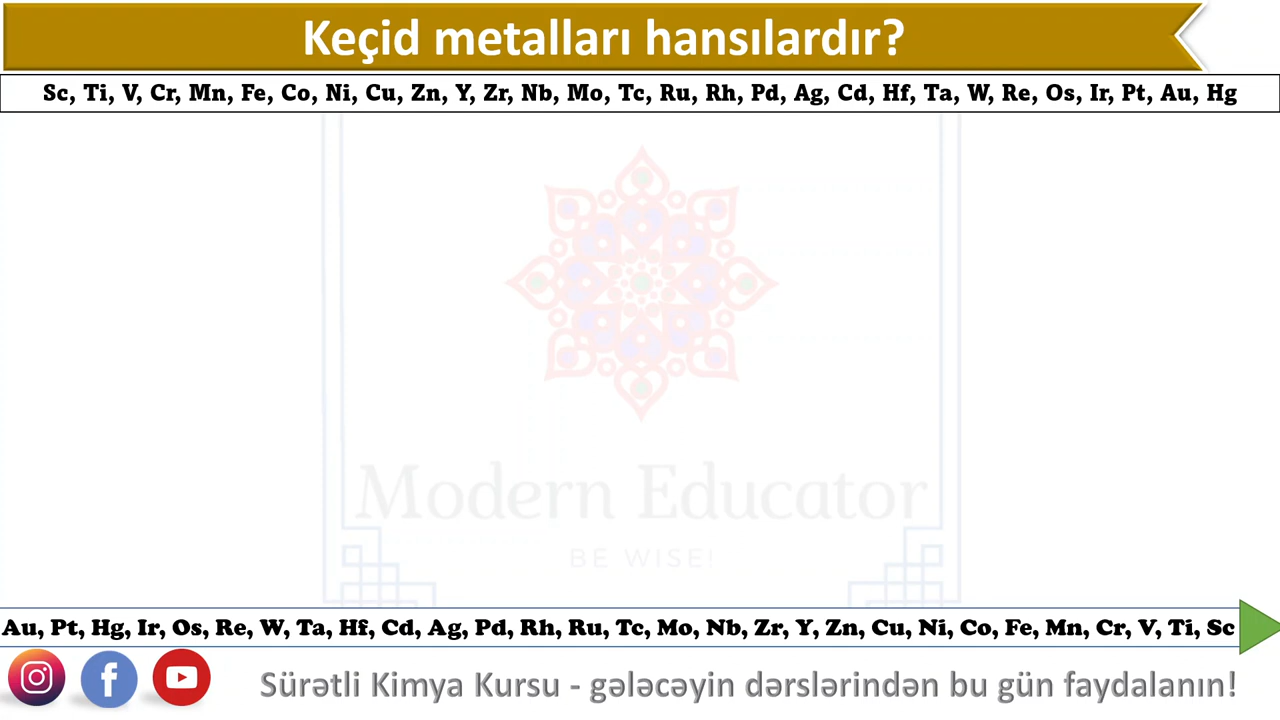 Keçid metalları hansılardır?
Sc, Ti, V, Cr, Mn, Fe, Co, Ni, Cu, Zn, Y, Zr, Nb, Mo, Tc, Ru, Rh, Pd, Ag, Cd, Hf, Ta, W, Re, Os, Ir, Pt, Au, Hg
Modern Educator
BE WISE!
Au, Pt, Hg, Ir, Os, Re, W, Ta, Hf, Cd, Ag, Pd, Rh, Ru, Tc, Mo, Nb, Zr, Y, Zn, Cu, Ni, Co, Fe, Mn, Cr, V, Ti, Sc
Sürətli Kimya Kursu - gələcəyin dərslərindən bu gün faydalanın!